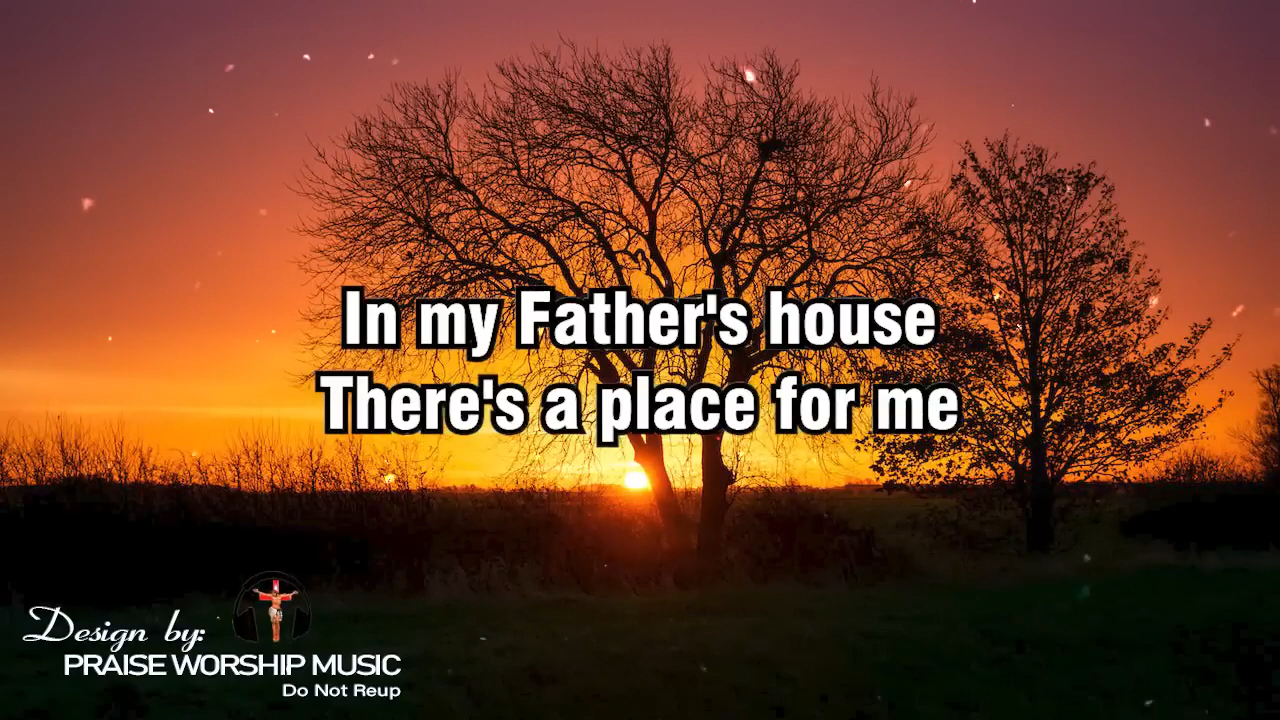 In my Father's house
There's a place for me
Design by:
PRAISE WORSHIP MUSIC
Do Not Reup